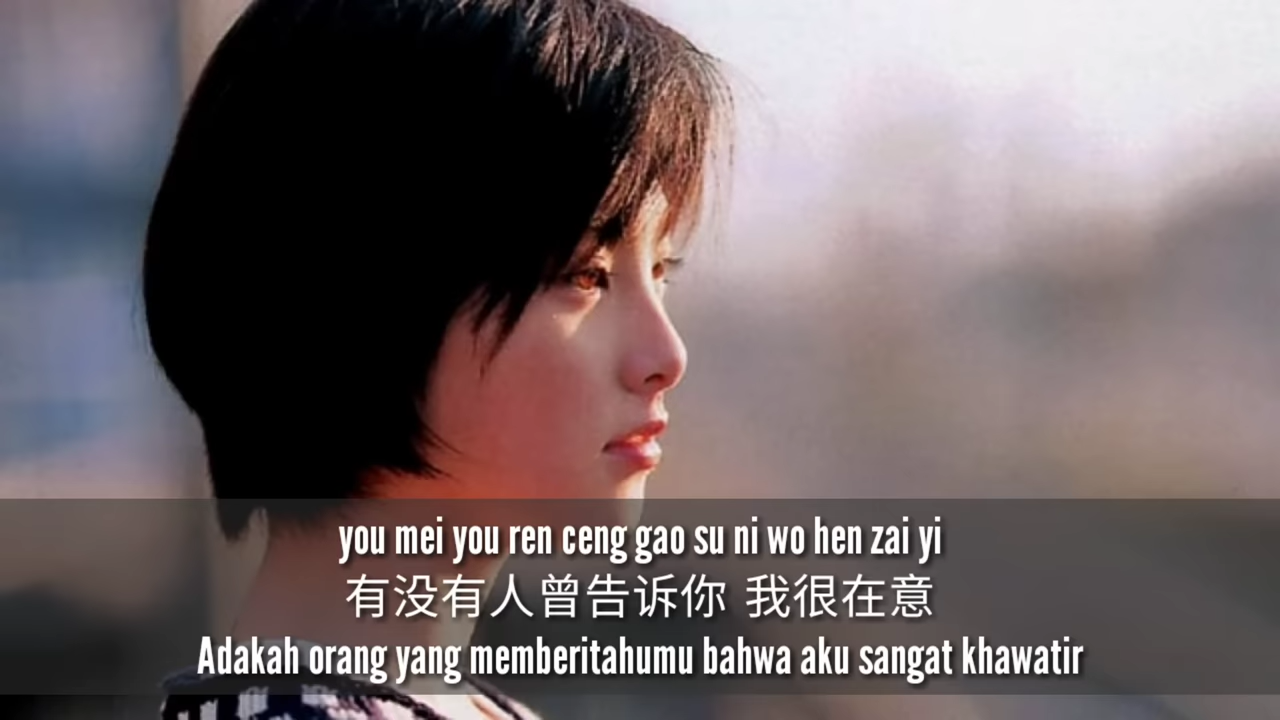 you mei you ren ceng gao su ni wo hen zai yi
有没有人曾告诉你 我很在意
Adakah orang yang memberitahumu bahwa aku sangat khawatir